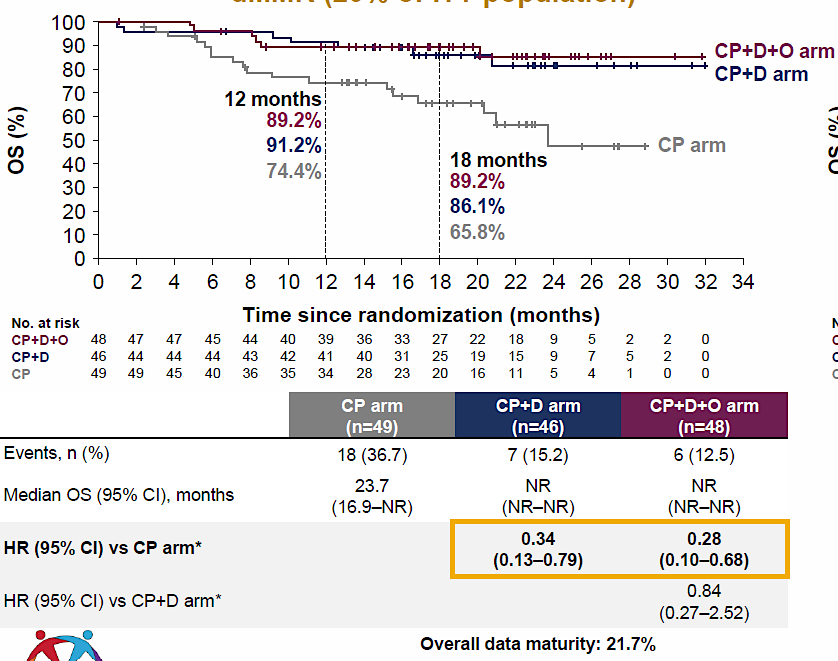 dMMR (20% of ITT population)
OS (%)
100
90
80
70
60
50
40
30
20
10
0
CP+D+O arm
CP+D arm
CP arm
12 months
89.2%
91.2%
74.4%
18 months
89.2%
86.1%
65.8%
0 2 4 6 8 10 12 14 16 18 20 22 24 26 28 30 32 34
Time since randomization (months)
No. at risk
CP+D+O 48 47 47 45 44 40 39 36 33 27 22 18 9 5 2 2 0
CP+D 46 44 44 44 43 42 41 40 31 25 19 15 9 7 5 2 0
CP 49 49 45 40 36 35 34 28 23 20 16 11 5 4 1 0 0
CP arm (n=49) CP+D arm (n=46) CP+D+O arm (n=48)
Events, n (%) 18 (36.7) 7 (15.2) 6 (12.5)
Median OS (95% CI), months 23.7 (16.9–NR) NR (NR–NR) NR (NR–NR)
HR (95% CI) vs CP arm* 0.34 (0.13–0.79) 0.28 (0.10–0.68)
HR (95% CI) vs CP+D arm* 0.84 (0.27–2.52)
Overall data maturity: 21.7%